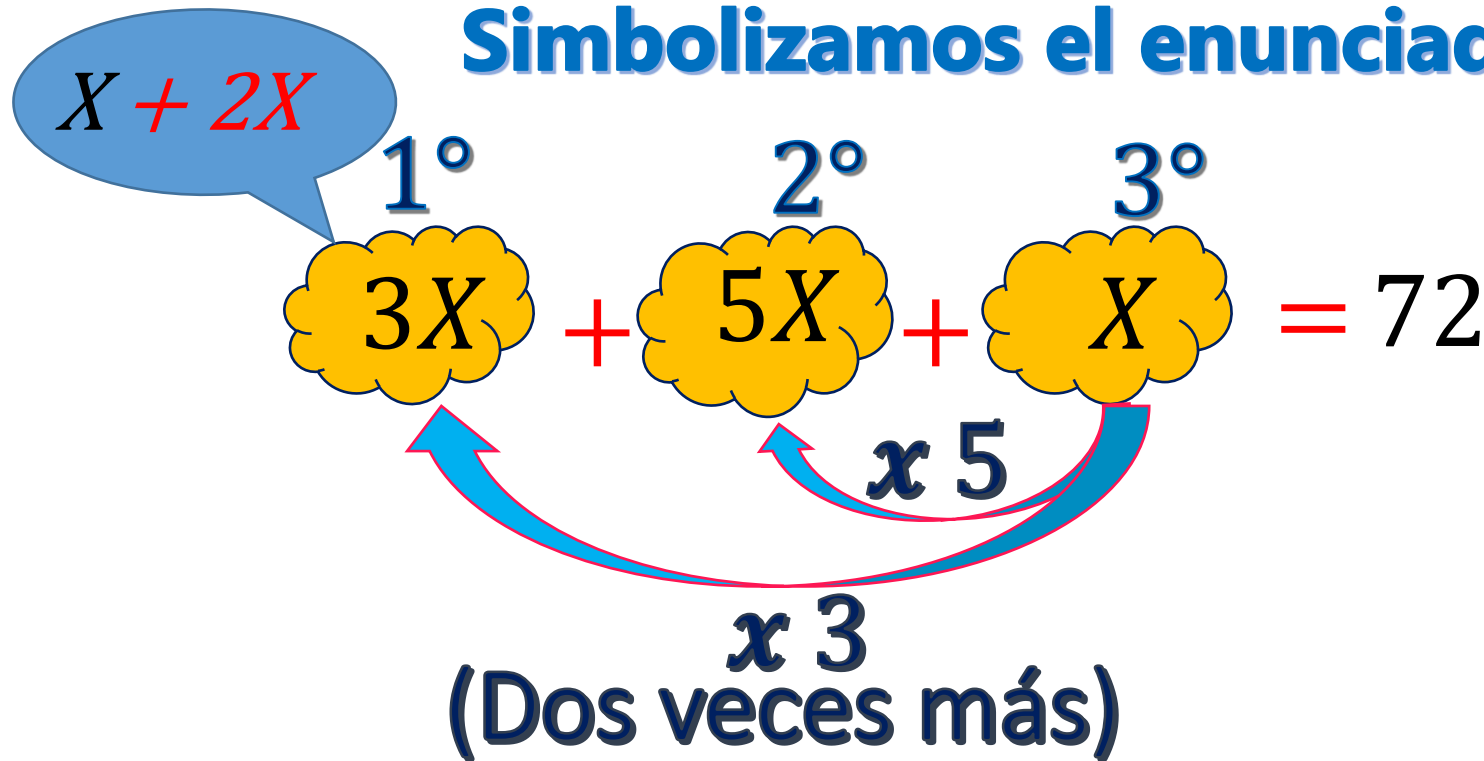 Simbolizamos el enunciad
X + 2X
1° 2° 3°
3X + 5X + X = 72
x 5
x 3
(Dos veces más)